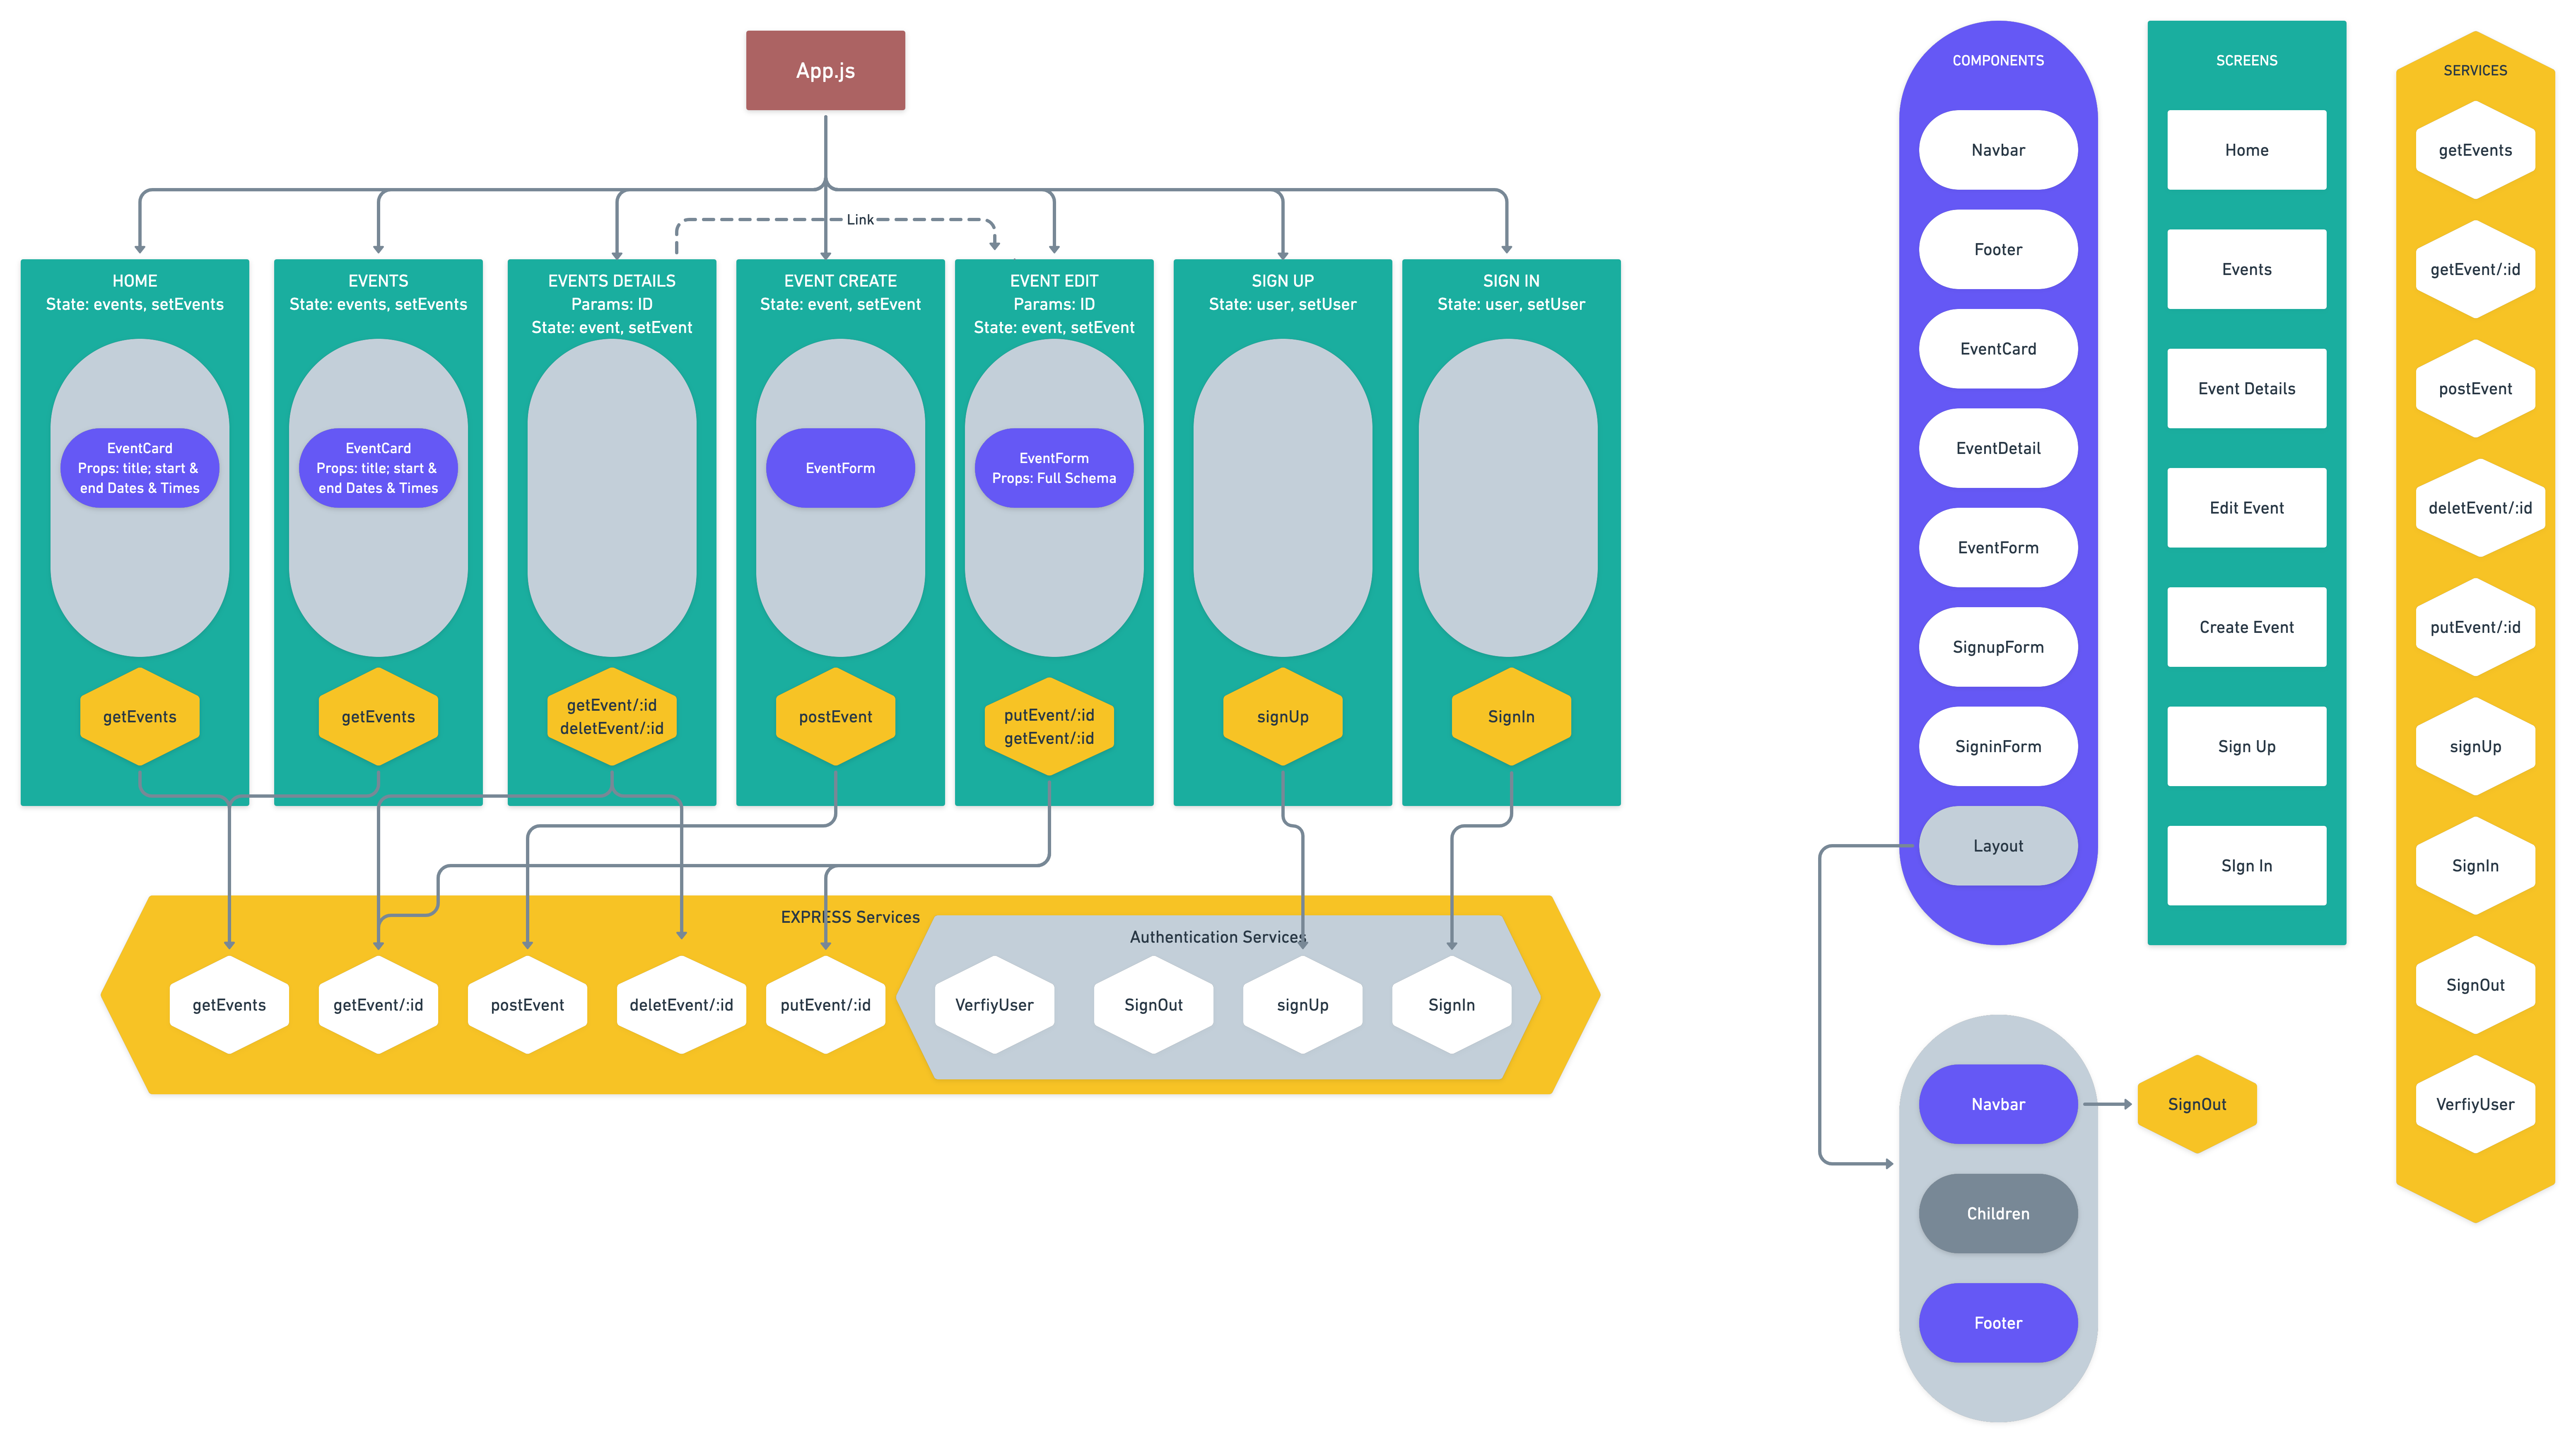 App.js
Link
HOME
State: events, setEvents
EventCard
Props: title; start &
end Dates & Times
getEvents
EVENTS
State: events, setEvents
EventCard
Props: title; start &
end Dates & Times
getEvents
EVENTS DETAILS
Params: ID
State: event, setEvent
getEvent/:id
deletEvent/:id
EVENT CREATE
State: event, setEvent
EventForm
postEvent
EVENT EDIT
Params: ID
State: event, setEvent
EventForm
Props: Full Schema
putEvent/:id
getEvent/:id
SIGN UP
State: user, setUser
signUp
SIGN IN
State: user, setUser
SignIn
EXPRESS Services
getEvents
getEvent/:id
postEvent
deletEvent/:id
putEvent/:id
Authentication Services
VerfiyUser
SignOut
signUp
SignIn
COMPONENTS
Navbar
Footer
EventCard
EventDetail
EventForm
SignupForm
SigninForm
Layout
Navbar
Children
Footer
SignOut
SCREENS
Home
Events
Event Details
Edit Event
Create Event
Sign Up
SIgn In
SERVICES
getEvents
getEvent/:id
postEvent
deletEvent/:id
putEvent/:id
signUp
SignIn
SignOut
VerfiyUser